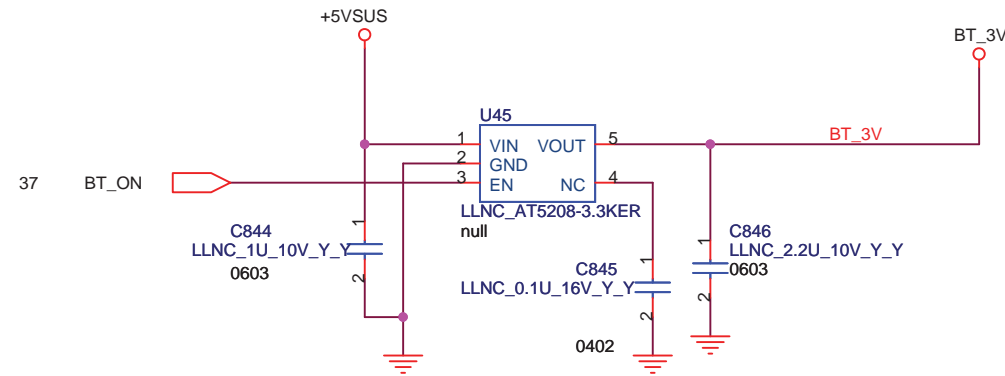 +5VSUS
BT_3V
U45
1 VIN VOUT 5
BT_3V
2 GND
37 BT_ON 3 EN NC 4
LLNC_AT5208-3.3KER
null
1
C844
LLNC_1U_10V_Y_Y
0603
2
1
C846
LLNC_2.2U_10V_Y_Y
0603
2
1
C845
LLNC_0.1U_16V_Y_Y
2
0402